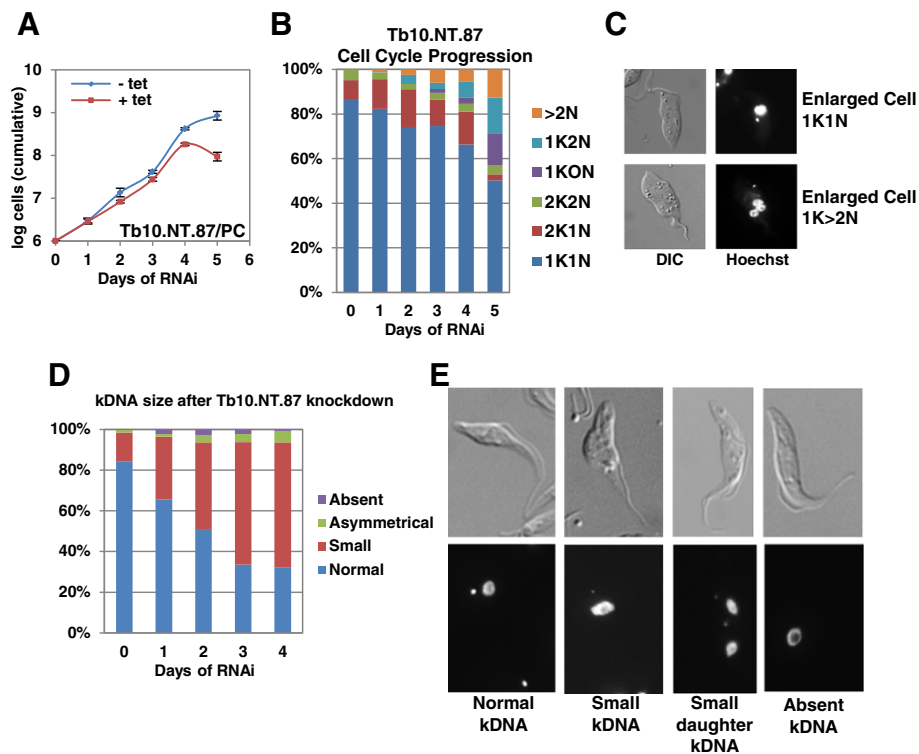 A
log cells (cumulative)
10
9
8
7
6
- tet
+ tet
Tb10.NT.87/PC
0 1 2 3 4 5 6
Days of RNAi
B
Tb10.NT.87
Cell Cycle Progression
100%
80%
60%
40%
20%
0%
0 1 2 3 4 5
Days of RNAi
>2N
1K2N
1KON
2K2N
2K1N
1K1N
C
Enlarged Cell
1K1N
Enlarged Cell
1K>2N
DIC
Hoechst
D
kDNA size after Tb10.NT.87 knockdown
100%
80%
60%
40%
20%
0%
0 1 2 3 4
Days of RNAi
Absent
Asymmetrical
Small
Normal
E
Normal
kDNA
Small
kDNA
Small
daughter
kDNA
Absent
kDNA